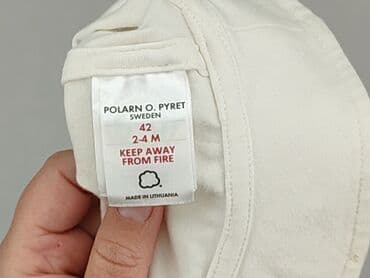 POLARN O. PYRET
SWEDEN
42
2-4 M
KEEP AWAY
FROM FIRE
MADE IN LITHUANIA